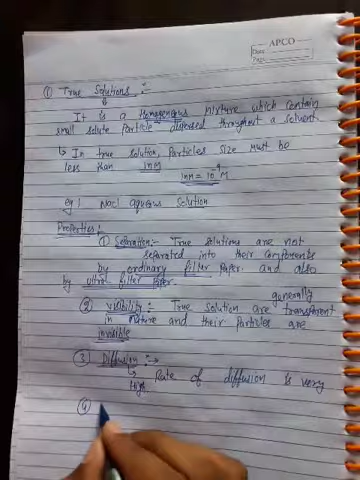 APCO
Date
Page
① True Solutions :-
It is a Homogeneous mixture which contain
small solute particle dispersed throughout a solvent.
↳ In true solution, Particles size must be
less than 1nM
1nM = 10⁻⁹M
eg! Nacl aqueous Solution
Properties:-
① Separation:- True solutions are not
separated into their components
by ordinary filter paper and also
by ultra filter paper.
② visibility:- True solution are generally transparent
in nature and their particles are
invisible
③ Diffusion :→
↳ Rate of diffusion is very
High.
④